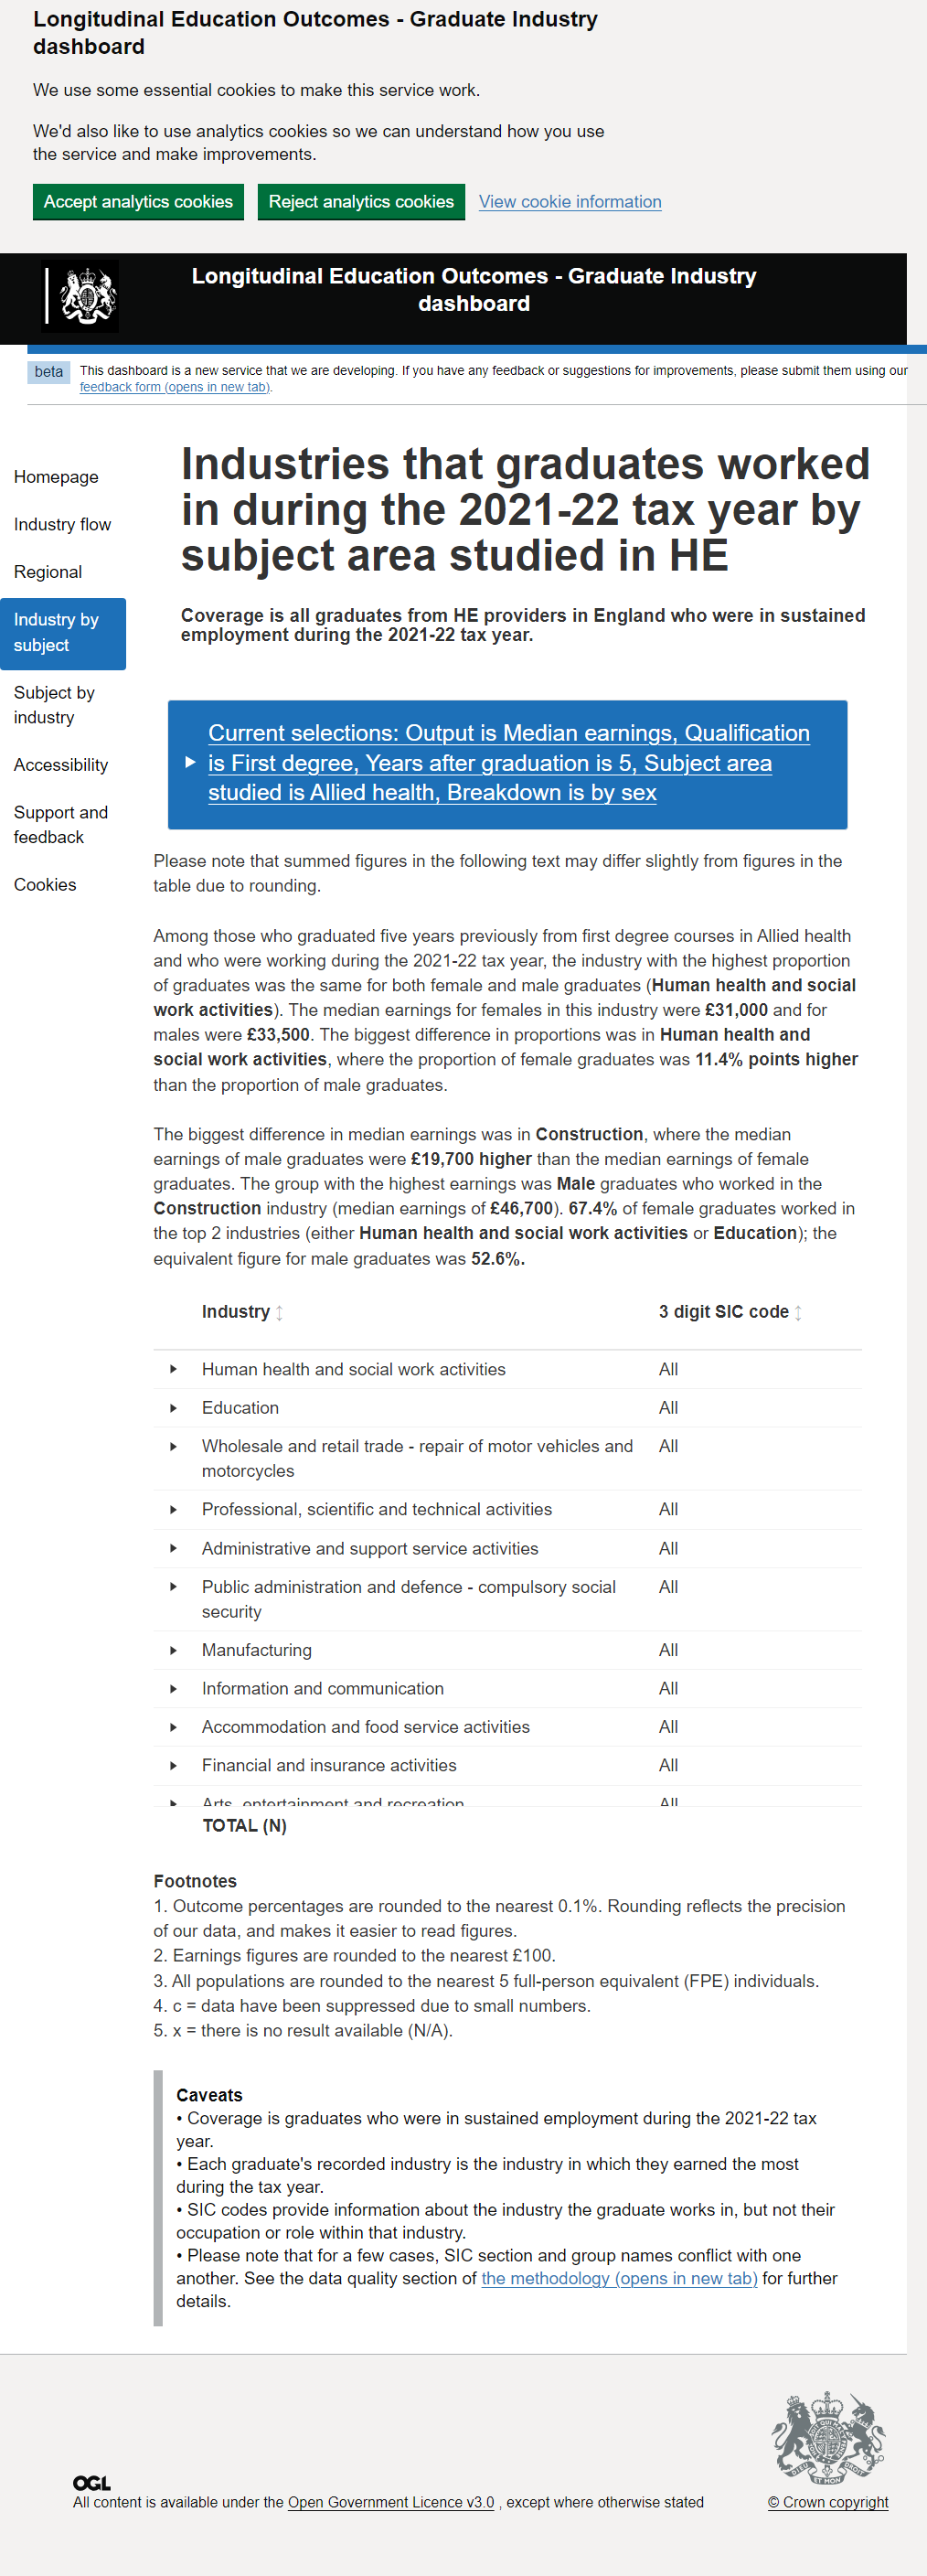 Longitudinal Education Outcomes - Graduate Industry
dashboard
We use some essential cookies to make this service work.
We'd also like to use analytics cookies so we can understand how you use
the service and make improvements.
Accept analytics cookies
Reject analytics cookies
View cookie information
Longitudinal Education Outcomes - Graduate Industry
dashboard
beta
This dashboard is a new service that we are developing. If you have any feedback or suggestions for improvements, please submit them using our
feedback form (opens in new tab).
Homepage
Industry flow
Regional
Industry by
subject
Subject by
industry
Accessibility
Support and
feedback
Cookies
Industries that graduates worked
in during the 2021-22 tax year by
subject area studied in HE
Coverage is all graduates from HE providers in England who were in sustained
employment during the 2021-22 tax year.
Current selections: Output is Median earnings, Qualification
is First degree, Years after graduation is 5, Subject area
studied is Allied health, Breakdown is by sex
Please note that summed figures in the following text may differ slightly from figures in the
table due to rounding.
Among those who graduated five years previously from first degree courses in Allied health
and who were working during the 2021-22 tax year, the industry with the highest proportion
of graduates was the same for both female and male graduates (Human health and social
work activities). The median earnings for females in this industry were £31,000 and for
males were £33,500. The biggest difference in proportions was in Human health and
social work activities, where the proportion of female graduates was 11.4% points higher
than the proportion of male graduates.
The biggest difference in median earnings was in Construction, where the median
earnings of male graduates were £19,700 higher than the median earnings of female
graduates. The group with the highest earnings was Male graduates who worked in the
Construction industry (median earnings of £46,700). 67.4% of female graduates worked in
the top 2 industries (either Human health and social work activities or Education); the
equivalent figure for male graduates was 52.6%.
Industry 3 digit SIC code
Human health and social work activities All
Education All
Wholesale and retail trade - repair of motor vehicles and All
motorcycles
Professional, scientific and technical activities All
Administrative and support service activities All
Public administration and defence - compulsory social All
security
Manufacturing All
Information and communication All
Accommodation and food service activities All
Financial and insurance activities All
Arts, entertainment and recreation All
TOTAL (N)
Footnotes
1. Outcome percentages are rounded to the nearest 0.1%. Rounding reflects the precision
of our data, and makes it easier to read figures.
2. Earnings figures are rounded to the nearest £100.
3. All populations are rounded to the nearest 5 full-person equivalent (FPE) individuals.
4. c = data have been suppressed due to small numbers.
5. x = there is no result available (N/A).
Caveats
• Coverage is graduates who were in sustained employment during the 2021-22 tax
year.
• Each graduate's recorded industry is the industry in which they earned the most
during the tax year.
• SIC codes provide information about the industry the graduate works in, but not their
occupation or role within that industry.
• Please note that for a few cases, SIC section and group names conflict with one
another. See the data quality section of the methodology (opens in new tab) for further
details.
OGL
All content is available under the Open Government Licence v3.0 , except where otherwise stated
© Crown copyright